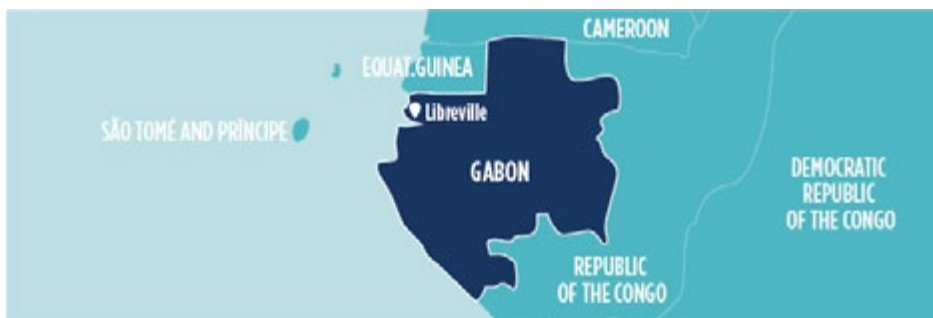 CAMEROON
EQUAT.GUINEA
Libreville
SÃO TOMÉ AND PRÍNCIPE
GABON
DEMOCRATIC
REPUBLIC
OF THE CONGO
REPUBLIC
OF THE CONGO